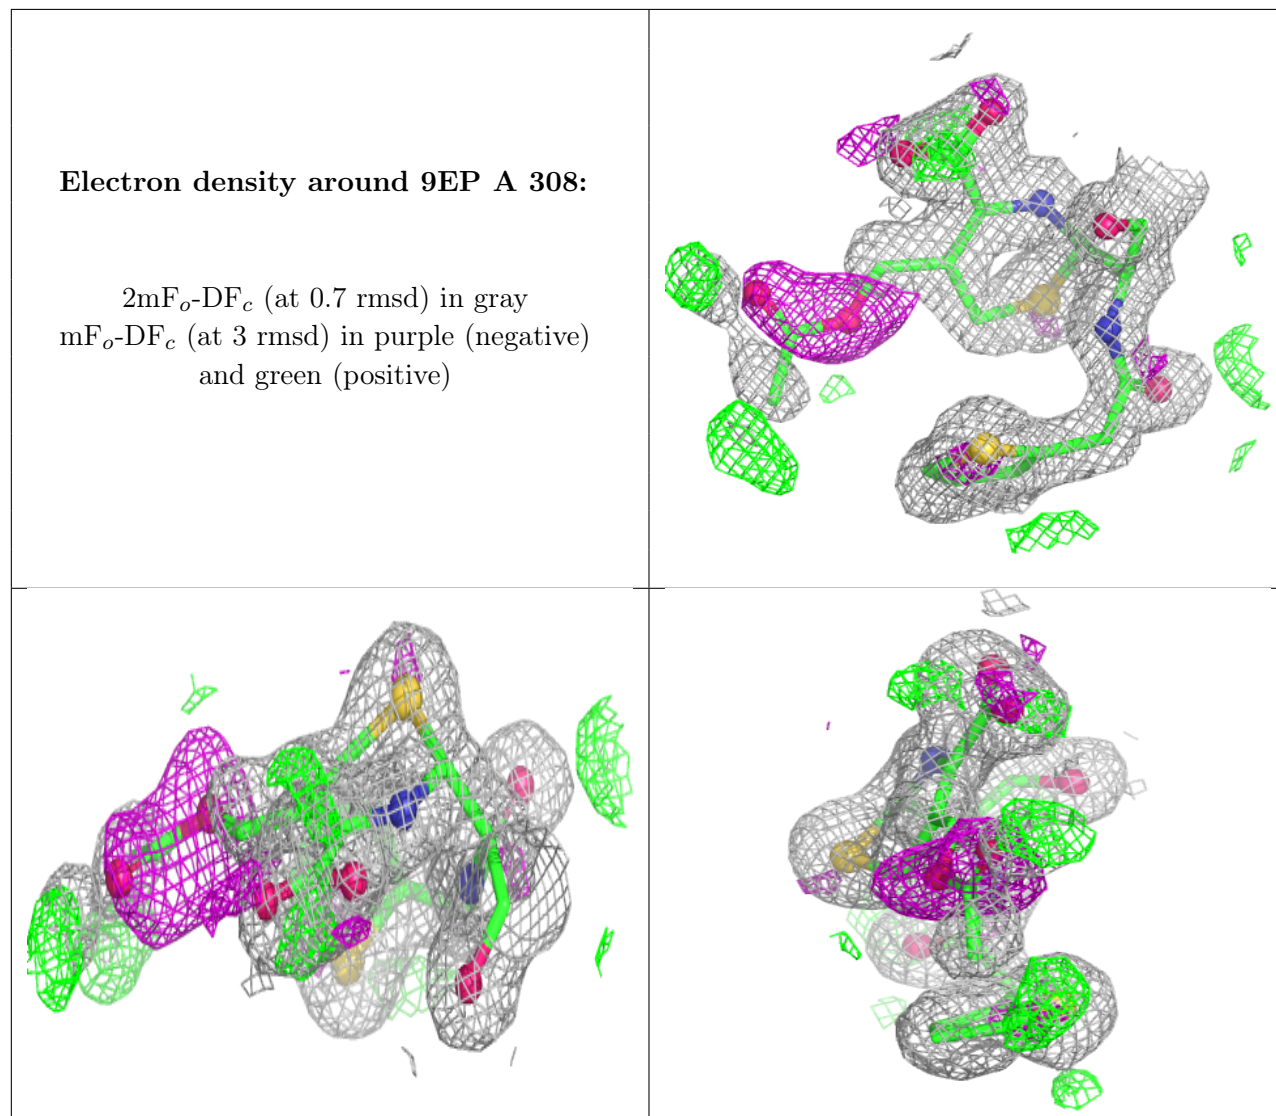 Electron density around 9EP A 308:
2mFo-DFc (at 0.7 rmsd) in gray
mFo-DFc (at 3 rmsd) in purple (negative)
and green (positive)